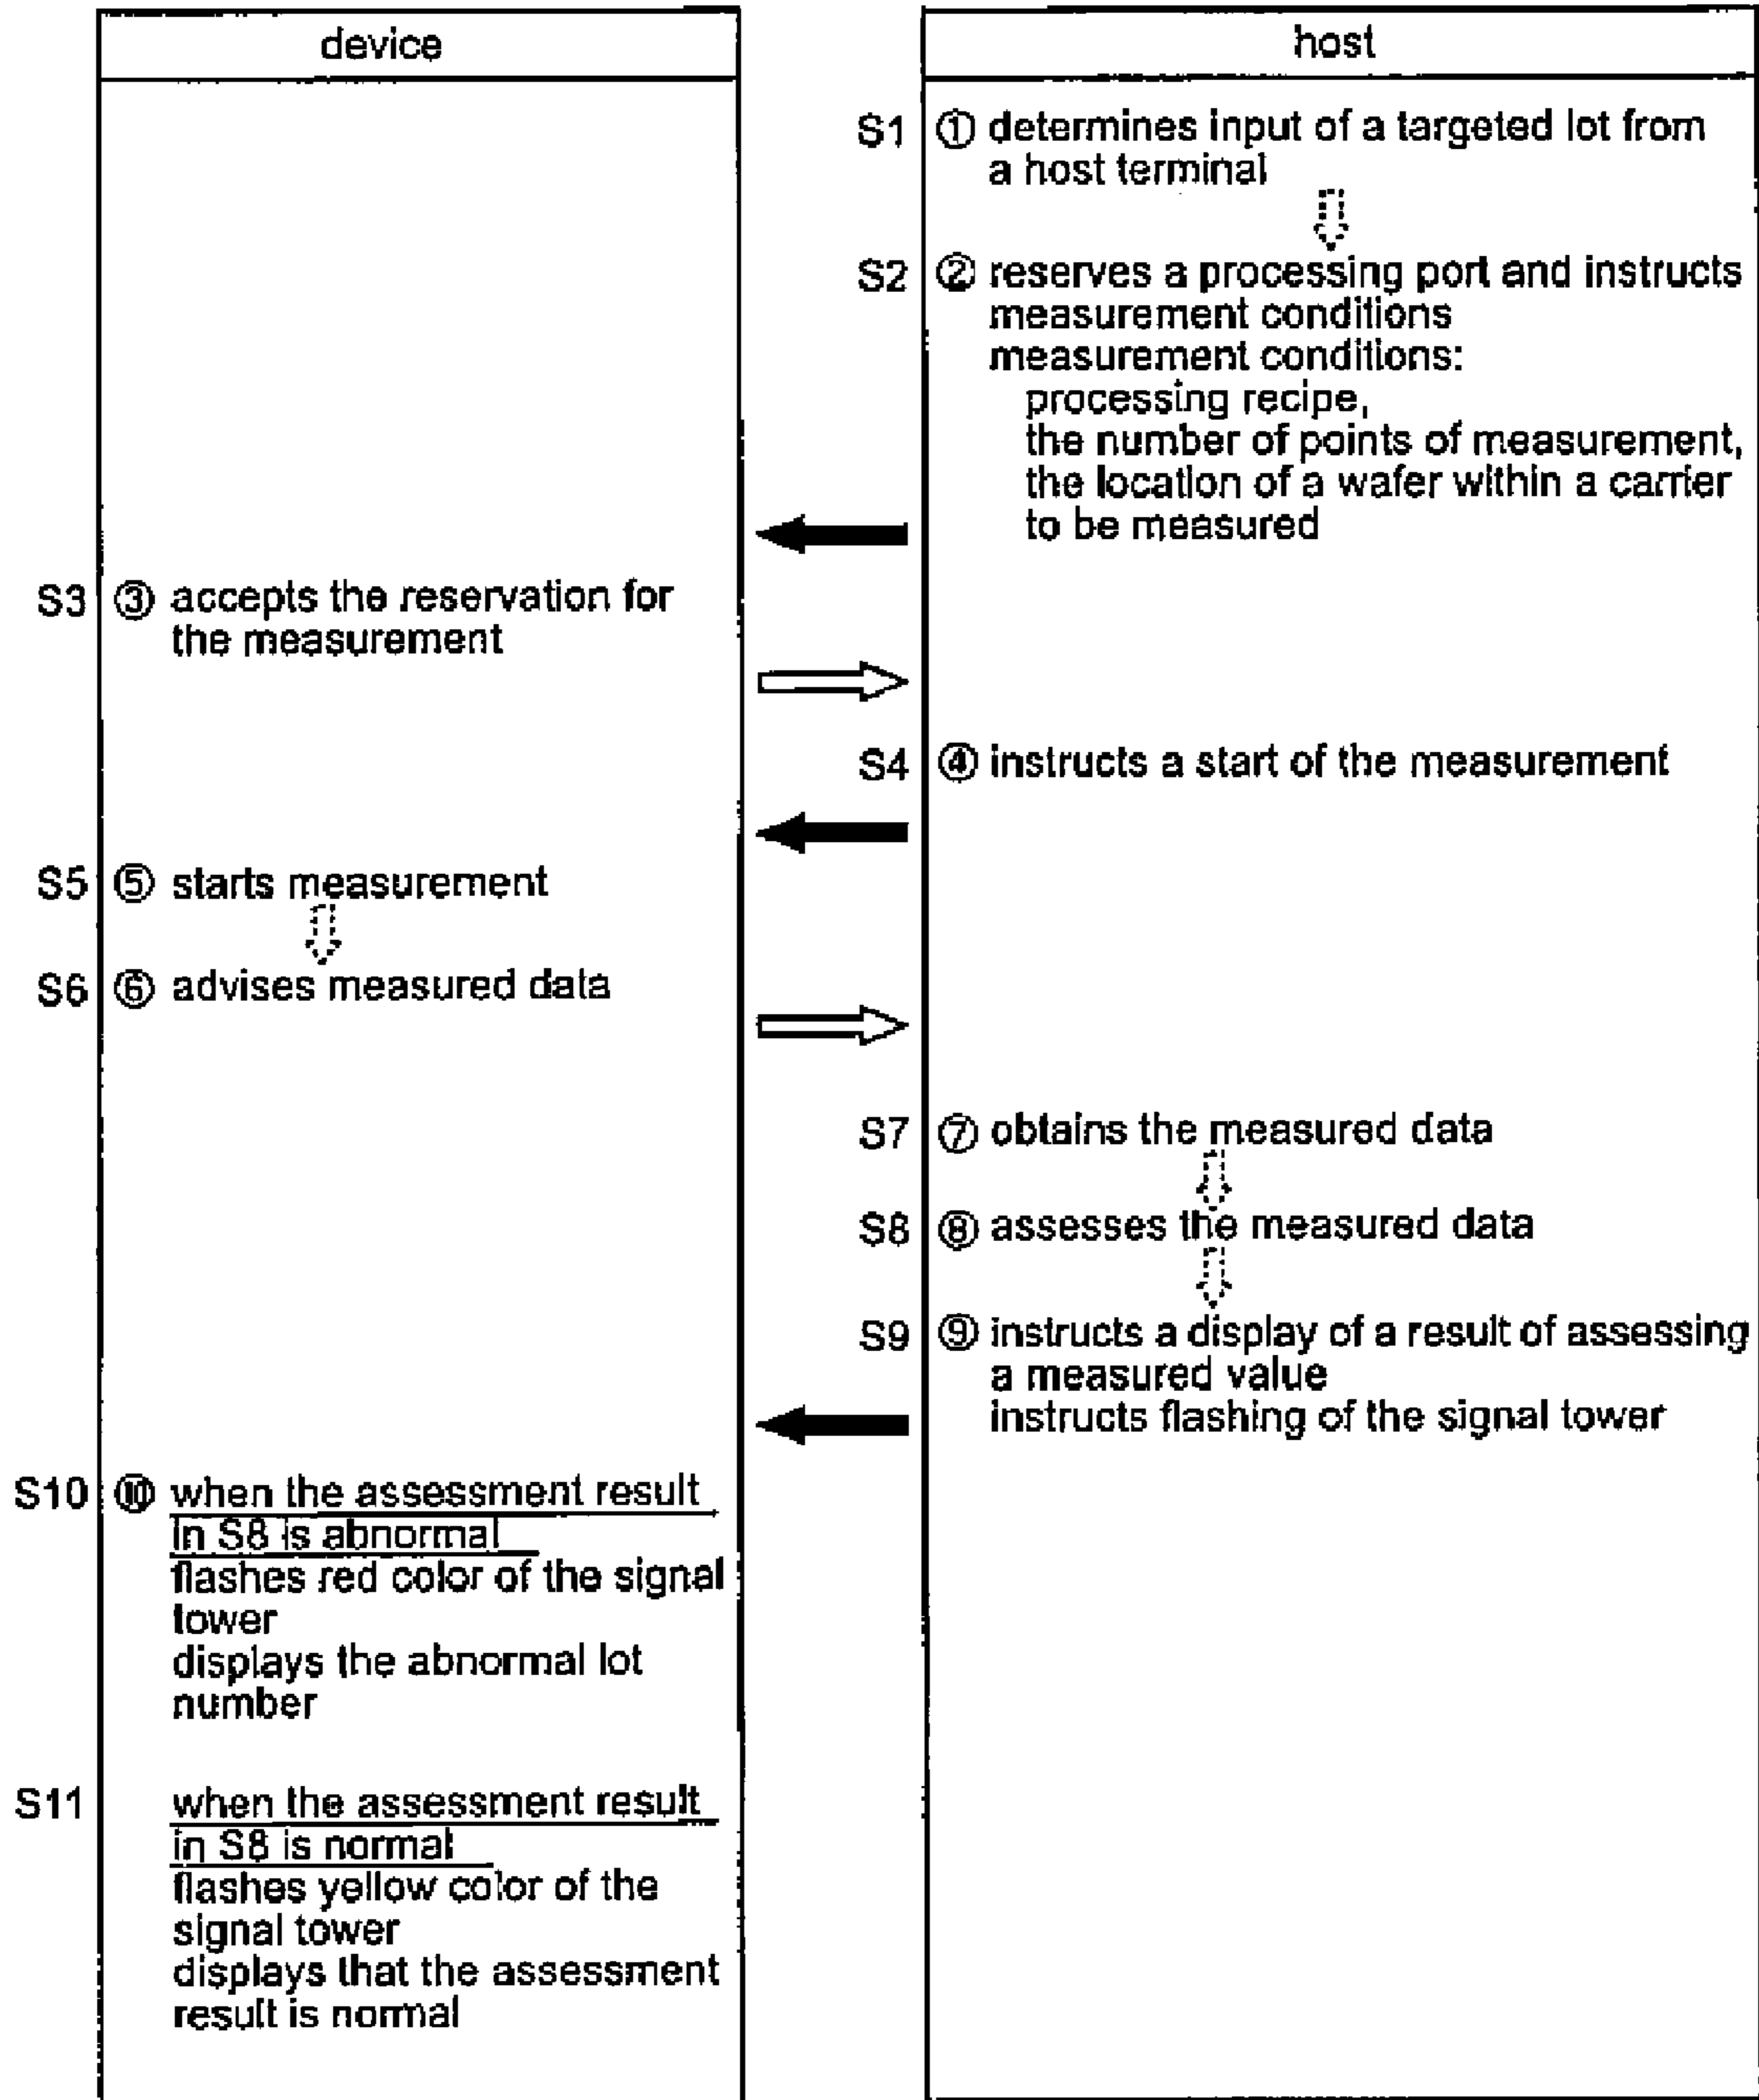 device
host
S1 ① determines input of a targeted lot from
a host terminal
S2 ② reserves a processing port and instructs
measurement conditions
measurement conditions:
processing recipe,
the number of points of measurement,
the location of a wafer within a carrier
to be measured
S3 ③ accepts the reservation for
the measurement
S4 ④ instructs a start of the measurement
S5 ⑤ starts measurement
S6 ⑥ advises measured data
S7 ⑦ obtains the measured data
S8 ⑧ assesses the measured data
S9 ⑨ instructs a display of a result of assessing
a measured value
instructs flashing of the signal tower
S10 ⑩ when the assessment result
in S8 is abnormal
flashes red color of the signal
tower
displays the abnormal lot
number
S11 when the assessment result
in S8 is normal
flashes yellow color of the
signal tower
displays that the assessment
result is normal